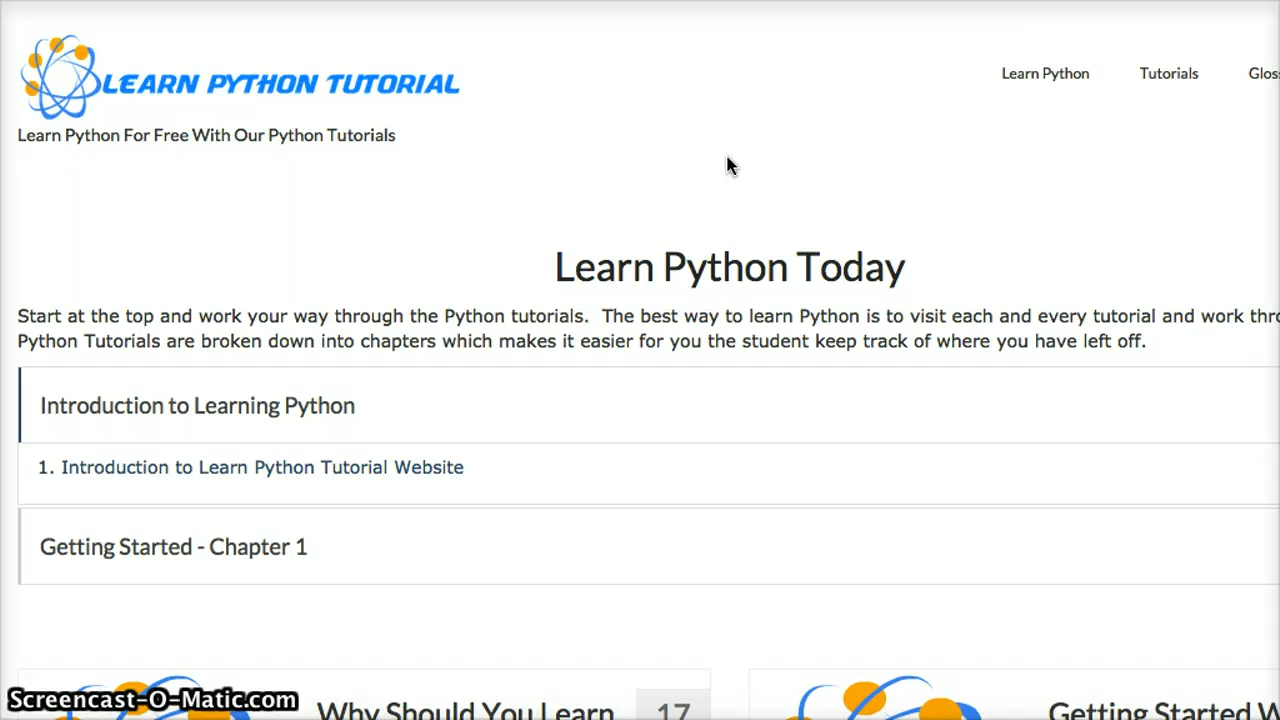 LEARN PYTHON TUTORIAL
Learn Python For Free With Our Python Tutorials
Learn Python Tutorials
Learn Python Today
Start at the top and work your way through the Python tutorials. The best way to learn Python is to visit each and every tutorial and work
Python Tutorials are broken down into chapters which makes it easier for you the student keep track of where you have left off.
Introduction to Learning Python
1. Introduction to Learn Python Tutorial Website
Getting Started - Chapter 1
Why Should You Learn 17 Getting Started
Screencast-O-Matic.com